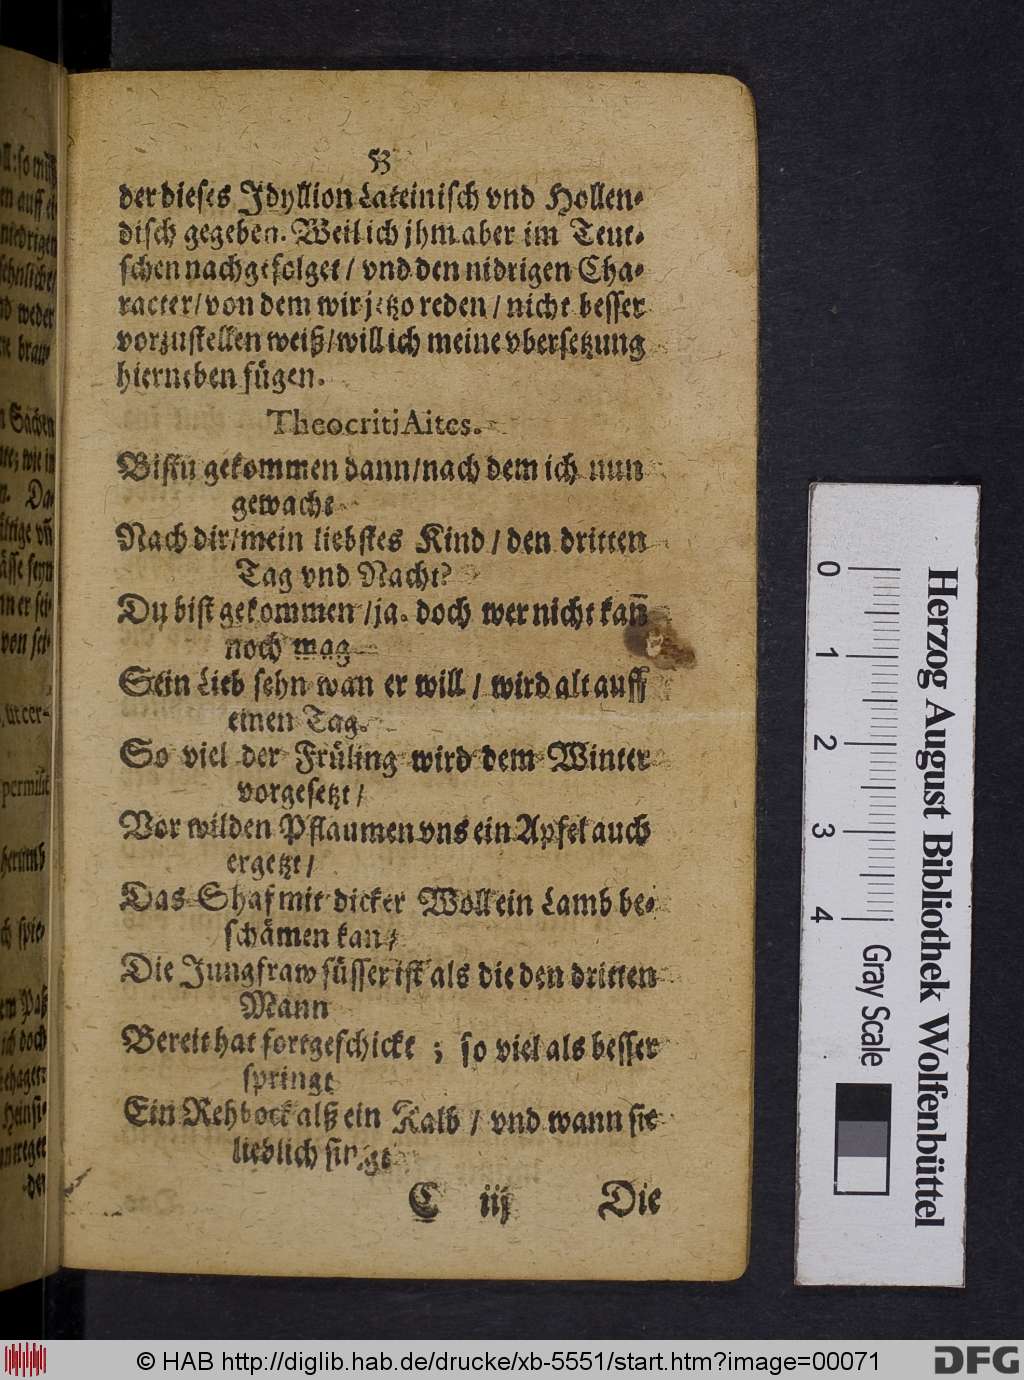 53
der dieses Idyllion Lateinisch vnd Hollen-
disch gegeben. Weil ich jhm aber im Teut-
schen nachgefolget / vnd den nidrigen Cha-
racter / von dem wir jetzo reden / nicht besser
vorzustellen weiß / will ich meine vbersetzung
hierneben fügen.
Theocriti Aites.
Bistu gekommen dann / nach dem ich nun
gewacht
Nach dir / mein liebstes Kind / den dritten
Tag vnd Nacht?
Du bist gekommen / ja. doch wer nicht kañ
noch mag
Sein Lieb sehn wan er will / wird alt auff
einen Tag.
So viel der Früling wird dem Winter
vorgesetzt /
Vor wilden Pflaumen vns ein Apfel auch
ergetzt /
Das Shaf mit dicker Woll ein Lamb be-
schämen kan /
Die Jungfraw süsser ist als die den dritten
Mann
Bereit hat fortgeschickt ; so viel als besser
springt
Ein Rehbock alß ein Kalb / vnd wann sie
lieblich singt
C iij Die
0
1
2
3
4
Gray Scale
Herzog August Bibliothek Wolfenbüttel
© HAB http://diglib.hab.de/drucke/xb-5551/start.htm?image=00071
DFG